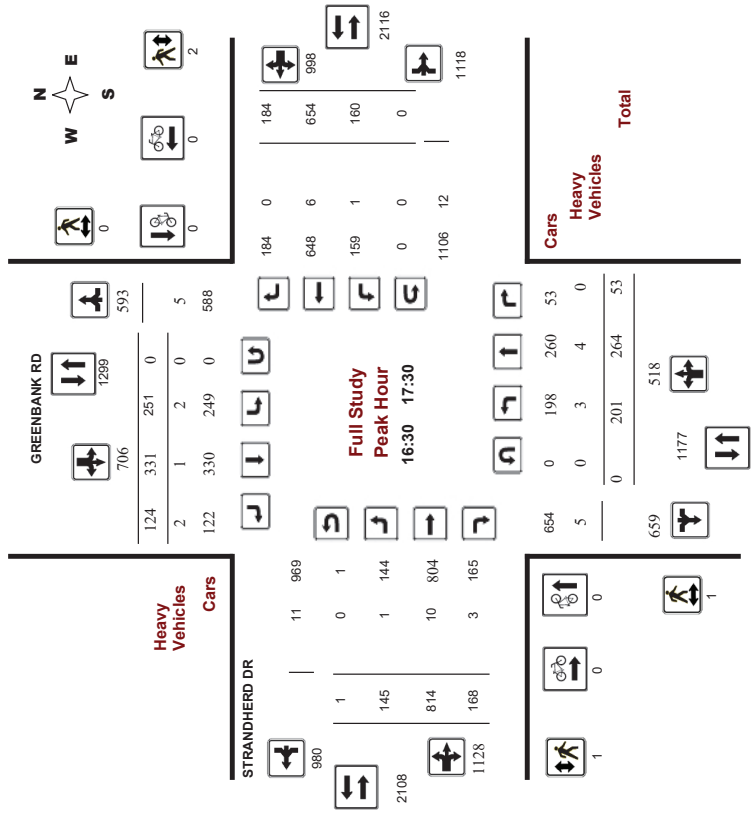 N
W E
S
GREENBANK RD
1299
706
593
124 331 251 0
2 1 2 0 5
122 330 249 0 588
Heavy
Vehicles
Cars
0
2
0
0
STRANDHERD DR
980
2108
1128
11 969
1 0 1
145 1 144
814 10 804
168 3 165
Full Study
Peak Hour
16:30 17:30
184 0 184
648 6 654
159 1 160
0 0 0
1106 12
998
2116
1118
654 0 198 260 53
5 0 3 4 0
0 201 264 53
659
1177
518
Cars
Heavy
Vehicles
Total
1
0
0
1